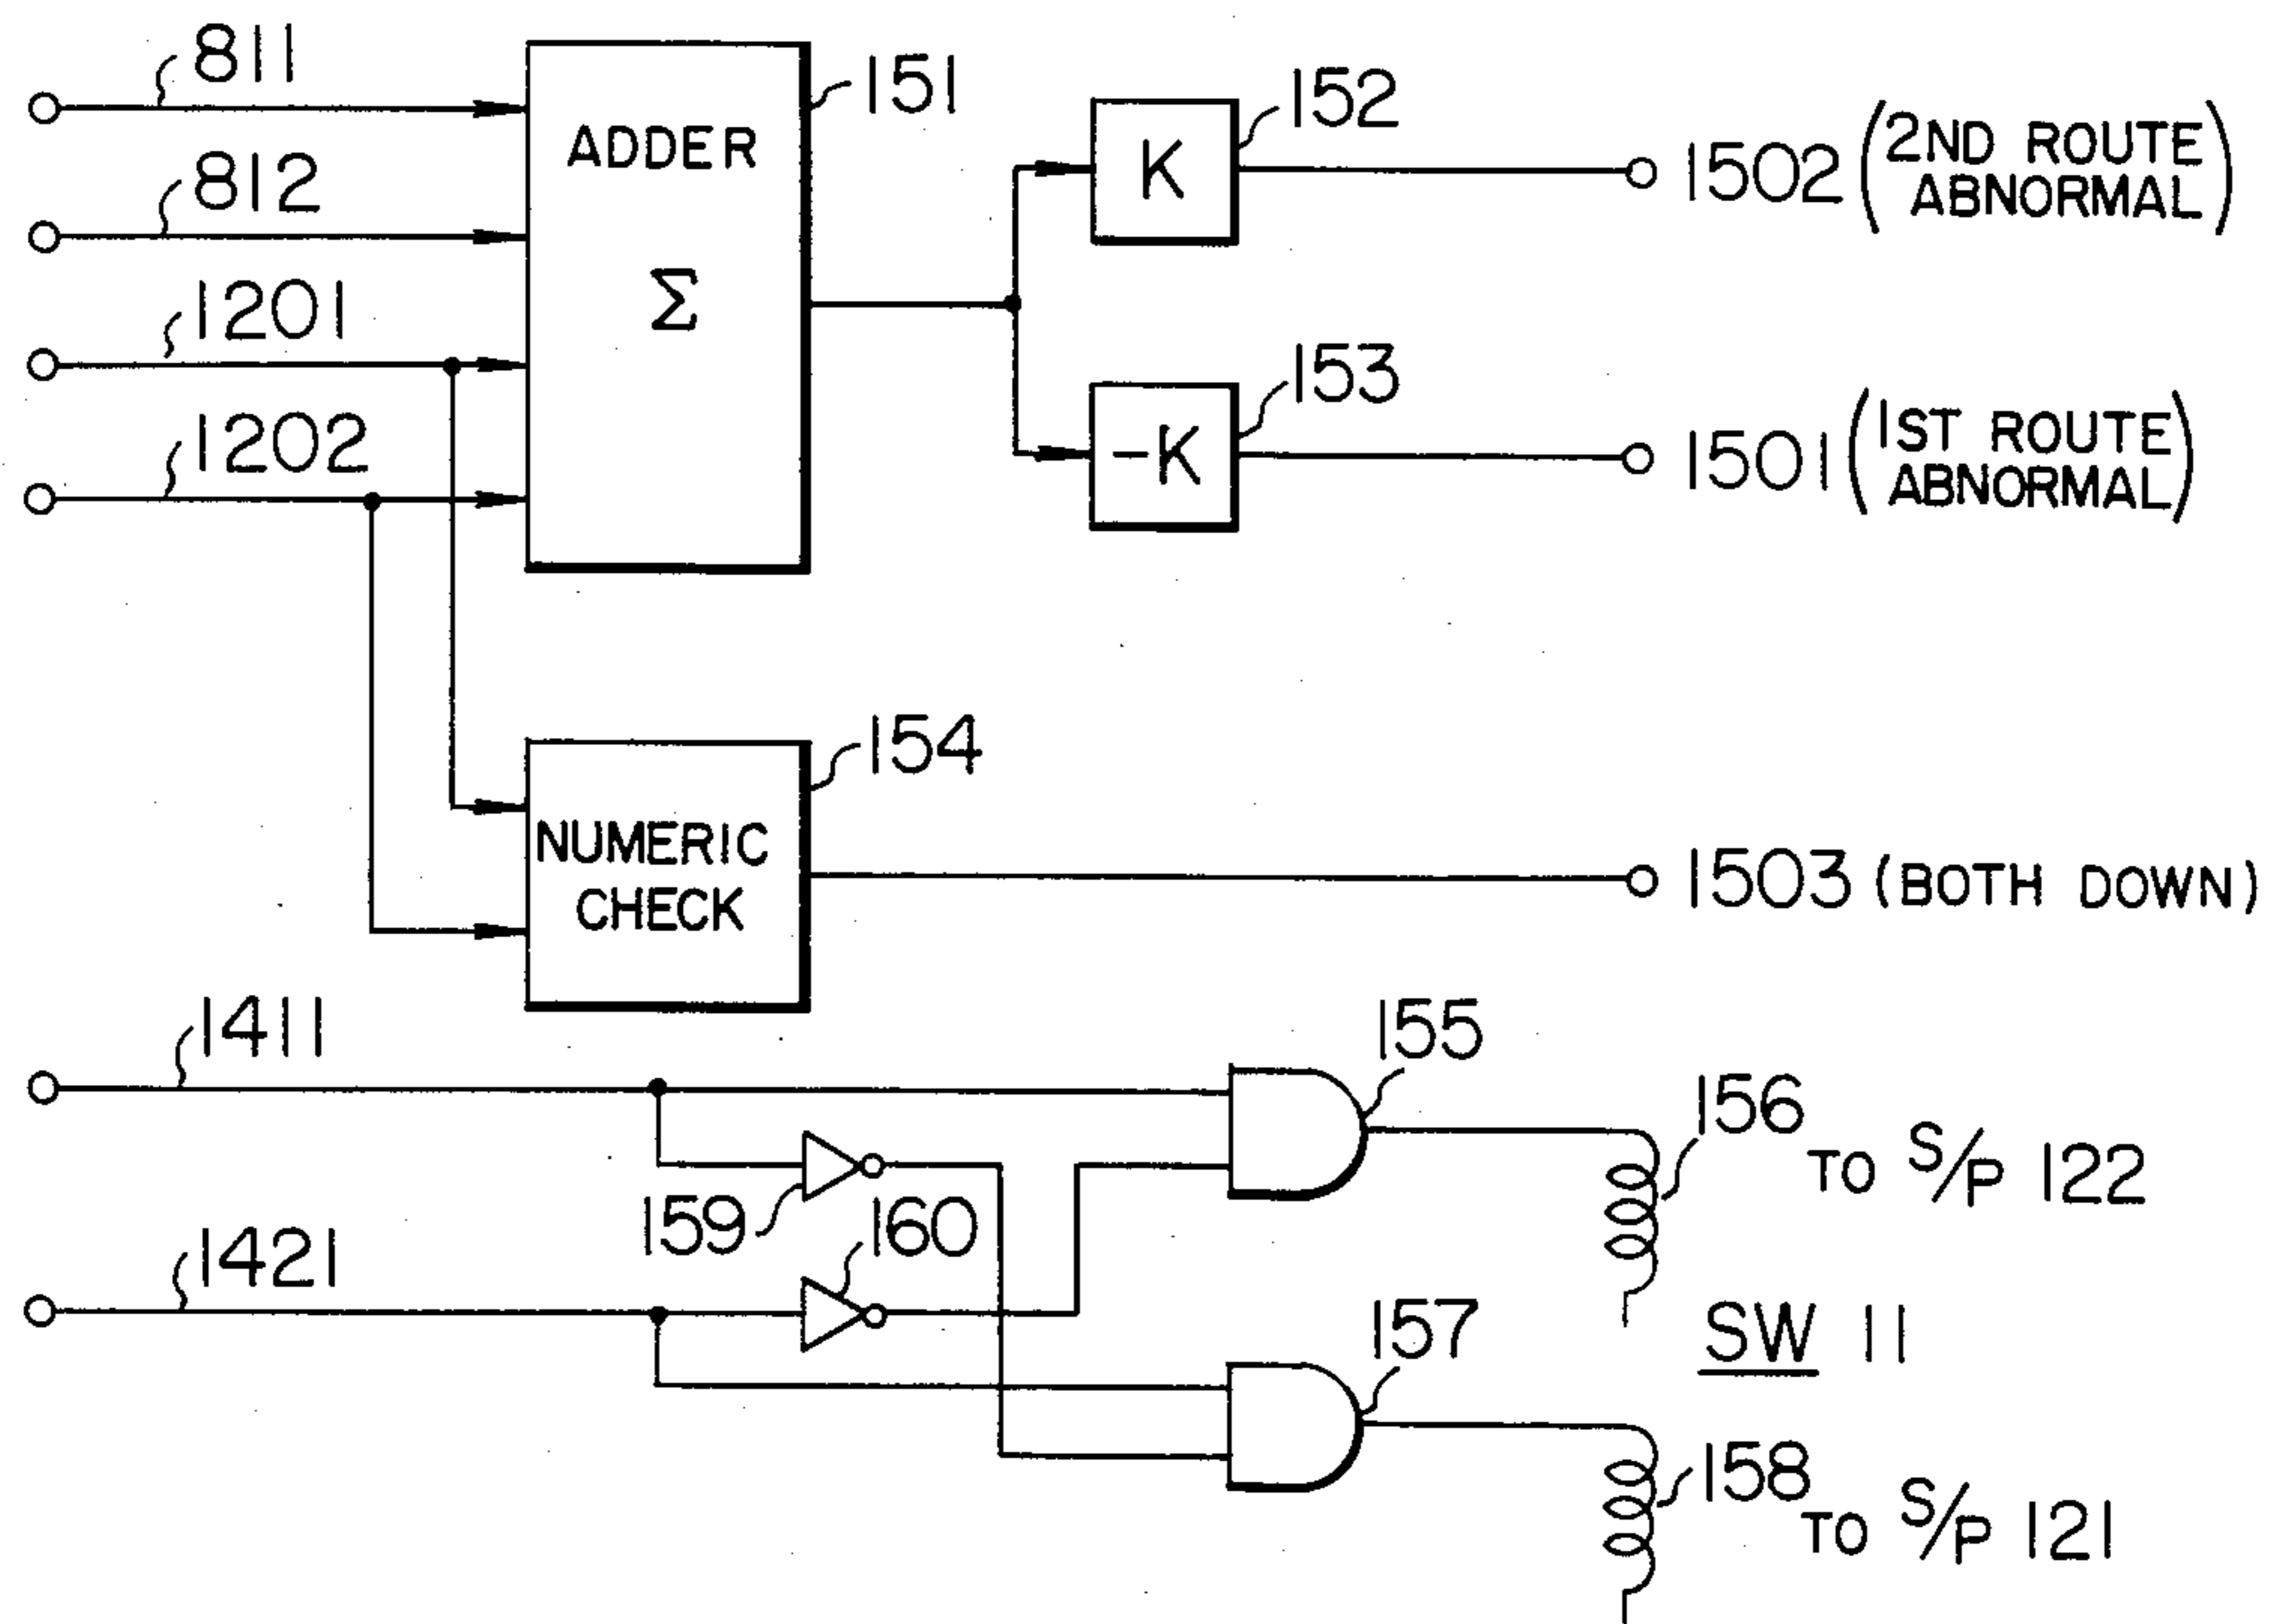 811
812
1201
1202
ADDER
Σ
151
K
152
1502 (2ND ROUTE
ABNORMAL)
-K
153
1501 (1ST ROUTE
ABNORMAL)
NUMERIC
CHECK
154
1503 (BOTH DOWN)
1411
1421
159
160
155
156
TO S/P 122
SW 11
157
158
TO S/P 121